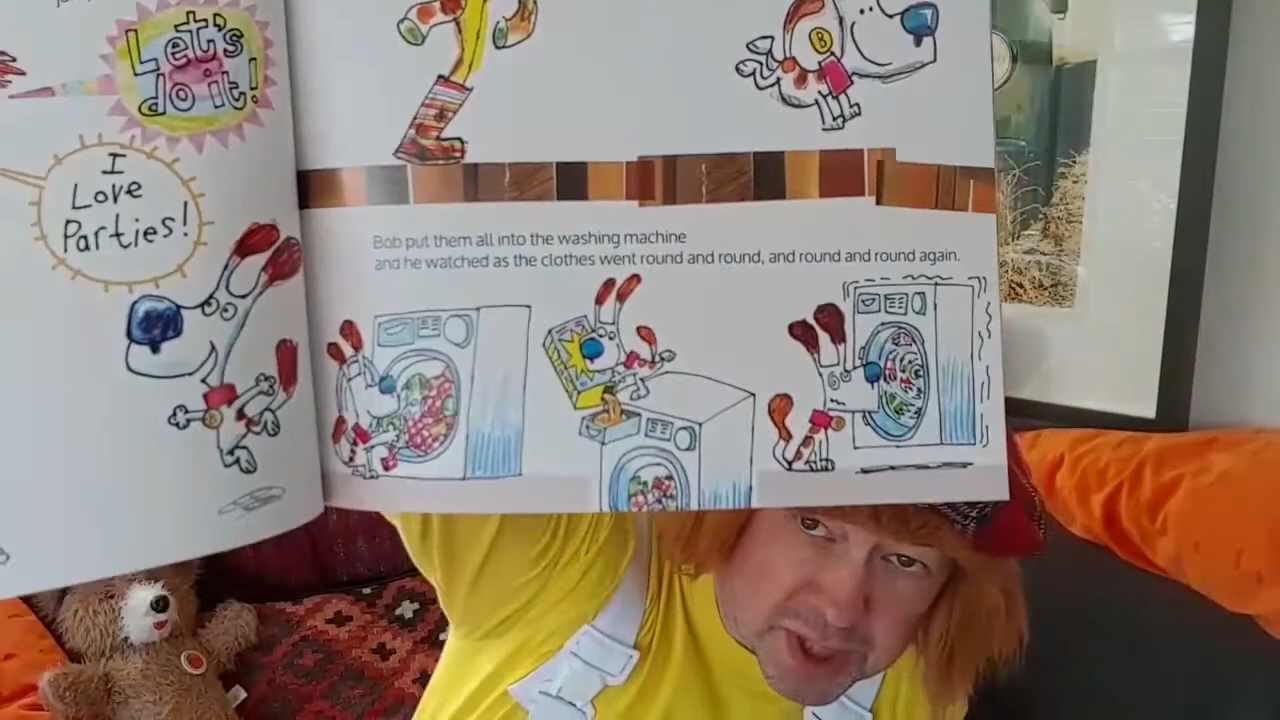 Let's
do it!
I
Love
Parties!
B
Bob put them all into the washing machine
and he watched as the clothes went round and round, and round and round again.